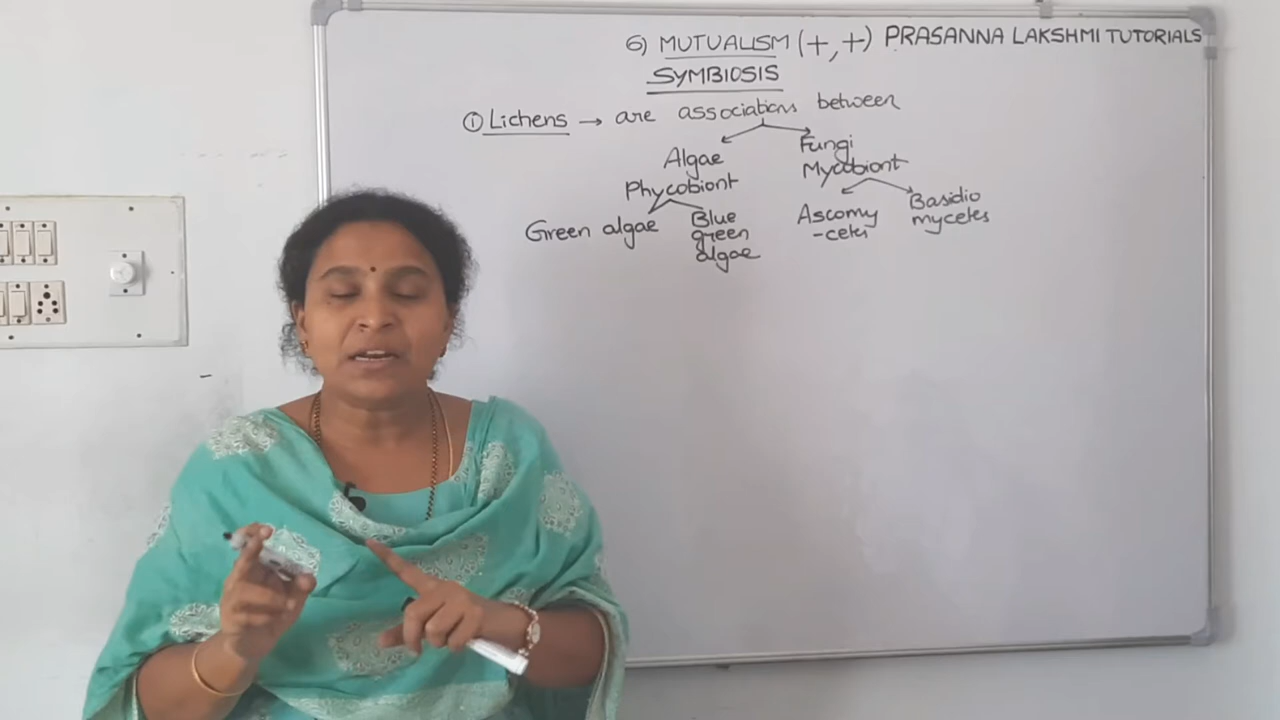 6) MUTUALISM (+,+) PRASANNA LAKSHMI TUTORIALS
SYMBIOSIS
① Lichens → are associations between
Algae
Phycobiont
Green algae
Blue
green
algae
Fungi
Mycobiont
Ascomy
-cetes
Basidio
mycetes